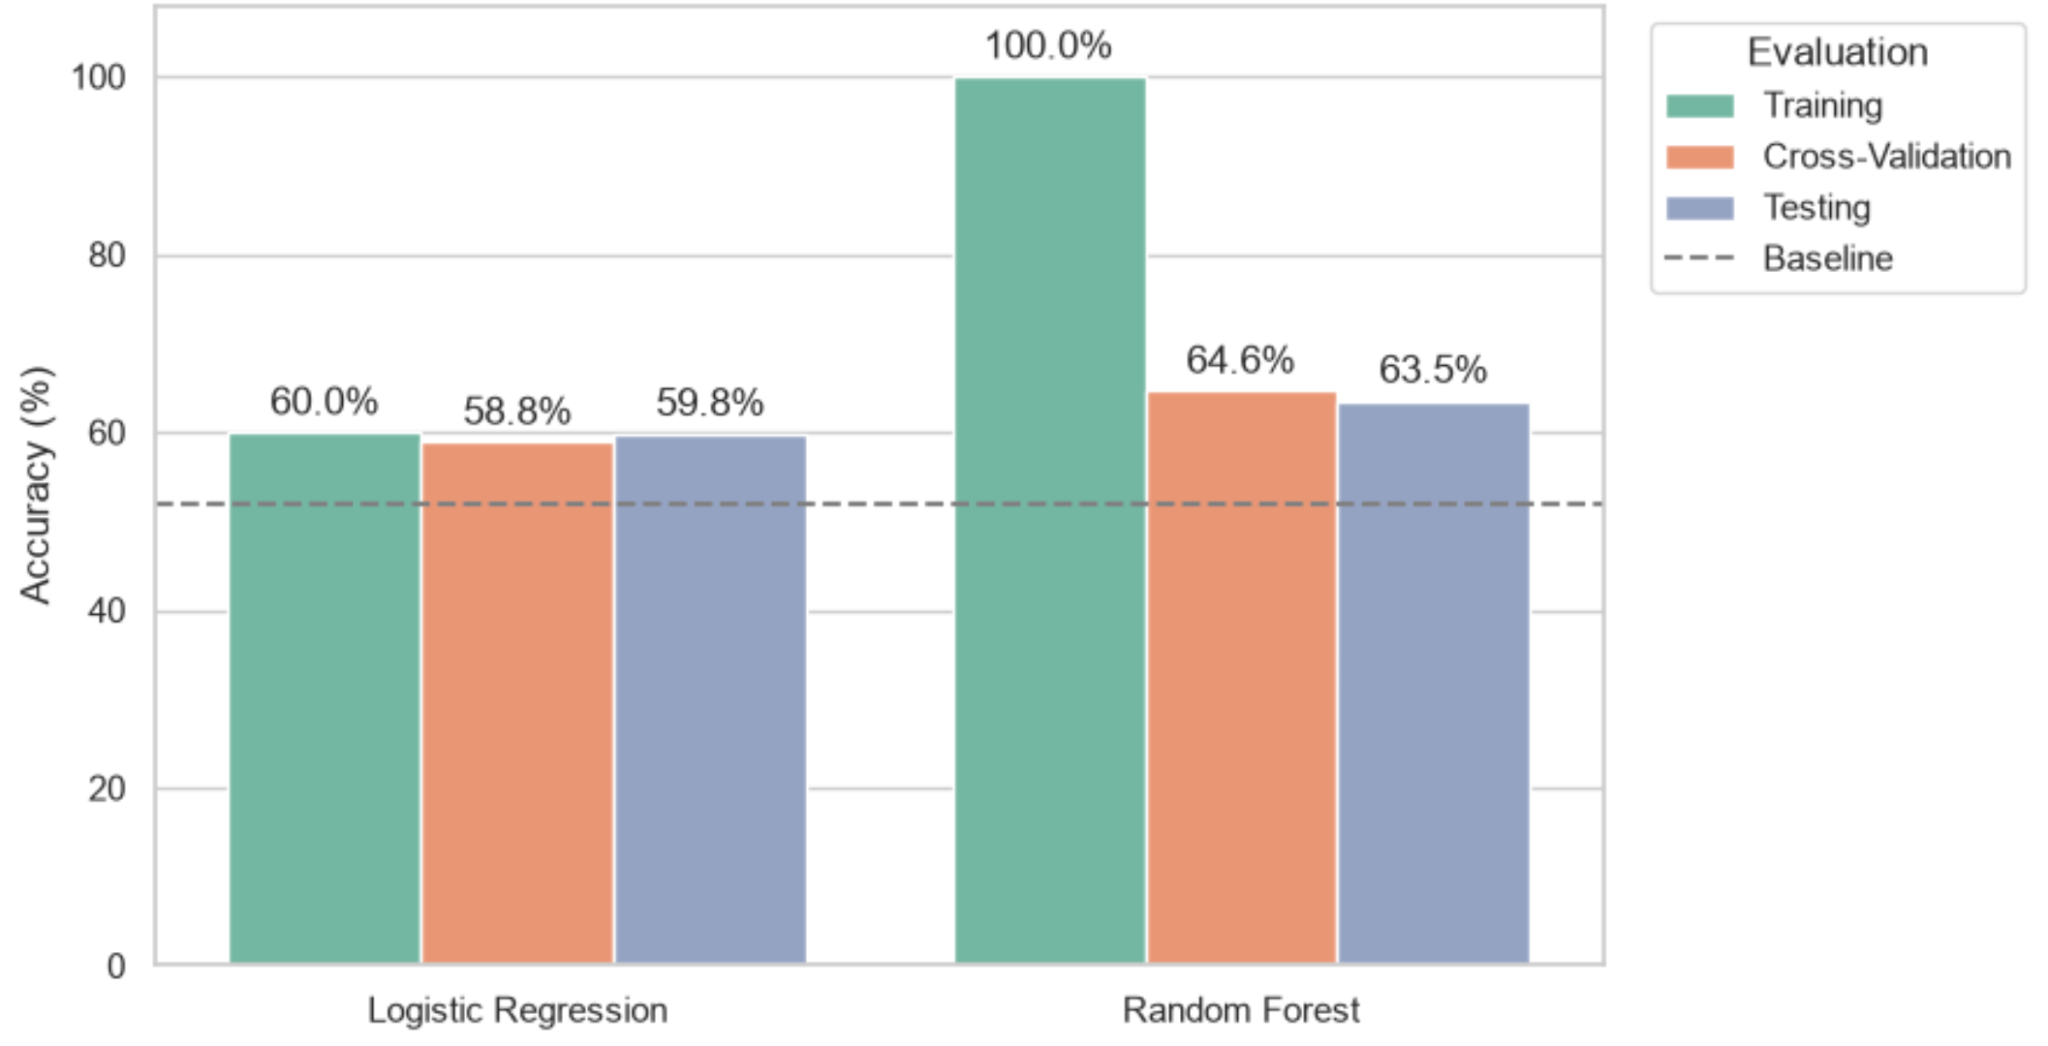 100.0%
100
80
60
40
20
0
Accuracy (%)
60.0%
58.8%
59.8%
64.6%
63.5%
Logistic Regression
Random Forest
Evaluation
Training
Cross-Validation
Testing
Baseline